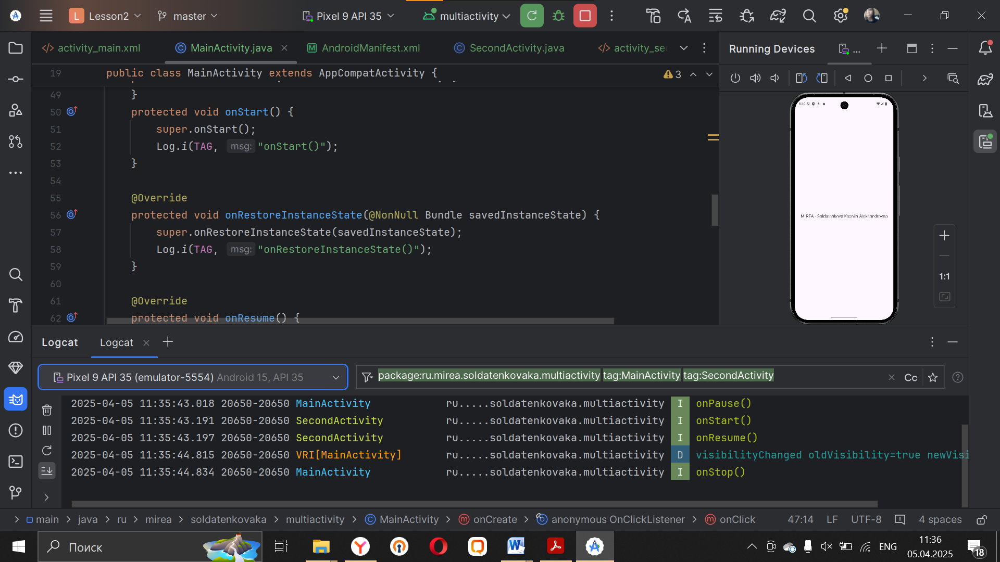 L Lesson2 master Pixel 9 API 35 multiactivity
activity_main.xml MainActivity.java AndroidManifest.xml SecondActivity.java activity_sec
Running Devices ...
19 public class MainActivity extends AppCompatActivity { 3
49 }
50 protected void onStart() {
51 super.onStart();
52 Log.i(TAG, msg: "onStart()");
53 }
54
55 @Override
56 protected void onRestoreInstanceState(@NonNull Bundle savedInstanceState) {
57 super.onRestoreInstanceState(savedInstanceState);
58 Log.i(TAG, msg: "onRestoreInstanceState()");
59 }
60
61 @Override
62 protected void onResume() {
8:36
MIREA - Soldatenkova Kseniia Aleksandrovna
1:1
Logcat Logcat
Pixel 9 API 35 (emulator-5554) Android 15, API 35
package:ru.mirea.soldatenkovaka.multiactivity tag:MainActivity tag:SecondActivity
Cc
2025-04-05 11:35:43.018 20650-20650 MainActivity ru.....soldatenkovaka.multiactivity I onPause()
2025-04-05 11:35:43.191 20650-20650 SecondActivity ru.....soldatenkovaka.multiactivity I onStart()
2025-04-05 11:35:43.197 20650-20650 SecondActivity ru.....soldatenkovaka.multiactivity I onResume()
2025-04-05 11:35:44.815 20650-20650 VRI[MainActivity] ru.....soldatenkovaka.multiactivity D visibilityChanged oldVisibility=true newVisi
2025-04-05 11:35:44.834 20650-20650 MainActivity ru.....soldatenkovaka.multiactivity I onStop()
main java ru mirea soldatenkovaka multiactivity MainActivity onCreate anonymous OnClickListener onClick 47:14 LF UTF-8 4 spaces
Поиск
ENG
11:36
05.04.2025
18